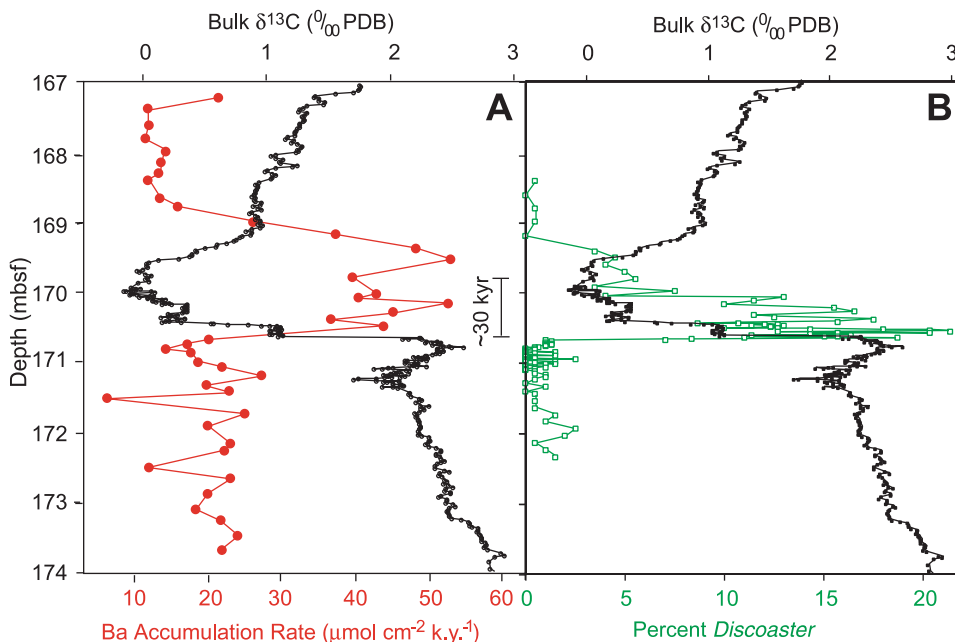 Bulk δ¹³C (⁰/₀₀ PDB) Bulk δ¹³C (⁰/₀₀ PDB)
0 1 2 3 0 1 2 3
A B
167
168
169
170
171
172
173
174
Depth (mbsf)
~30 kyr
10 20 30 40 50 60 0 5 10 15 20
Ba Accumulation Rate (μmol cm⁻² k.y.⁻¹) Percent Discoaster